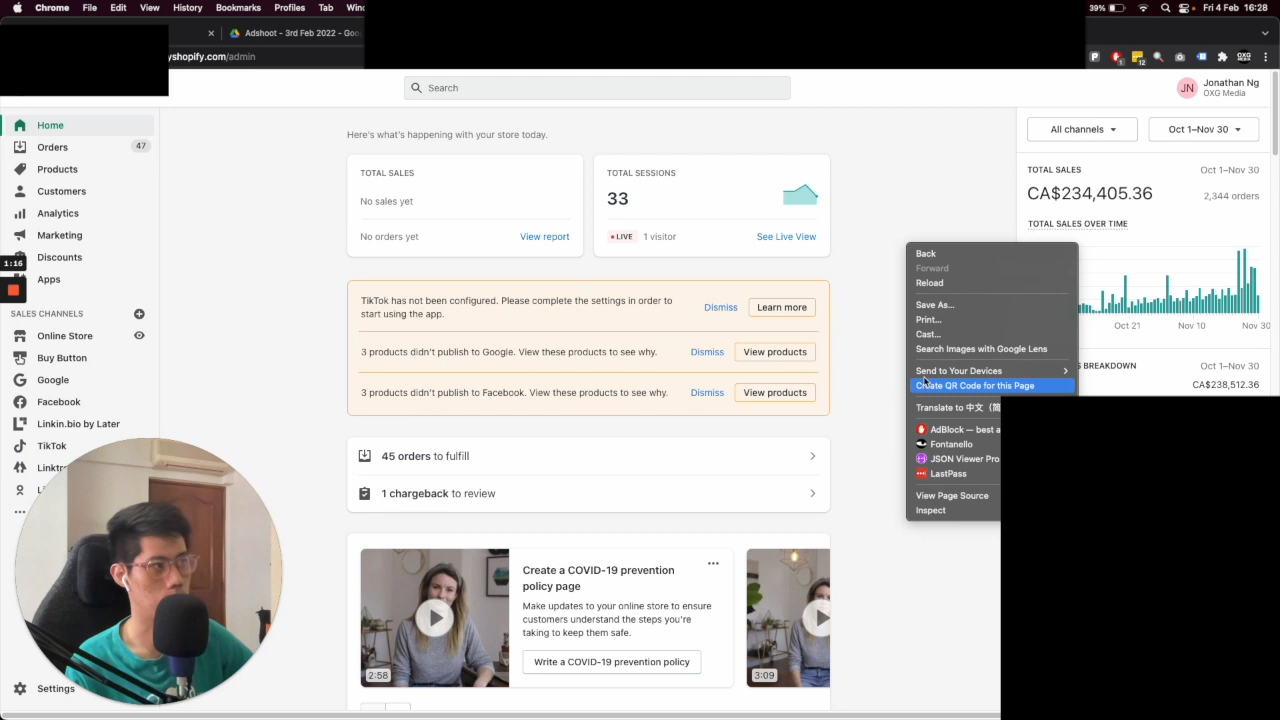 Chrome File Edit View History Bookmarks Profiles Tab
39% Fri 4 Feb 16:28
Adshoot - 3rd Feb 2022 - Goo
yshopify.com/admin
12
OXG
Search
JN
Jonathan Ng
OXG Media
Home
Orders 47
Products
Customers
Analytics
Marketing
Discounts
Apps
1:16
SALES CHANNELS
Online Store
Buy Button
Google
Facebook
Linkin.bio by Later
TikTok
Linktr
Settings
Here's what's happening with your store today.
TOTAL SALES
No sales yet
No orders yet
View report
TOTAL SESSIONS
33
LIVE 1 visitor
See Live View
TikTok has not been configured. Please complete the settings in order to
start using the app.
Dismiss
Learn more
3 products didn't publish to Google. View these products to see why.
Dismiss
View products
3 products didn't publish to Facebook. View these products to see why.
Dismiss
View products
45 orders to fulfill
1 chargeback to review
2:58
Create a COVID-19 prevention
policy page
Make updates to your online store to ensure
customers understand the steps you're
taking to keep them safe.
Write a COVID-19 prevention policy
3:09
Back
Forward
Reload
Save As...
Print...
Cast...
Search Images with Google Lens
Send to Your Devices
Create QR Code for this Page
Translate to 中文
AdBlock — best a
Fontanello
JSON Viewer Pro
LastPass
View Page Source
Inspect
All channels
Oct 1–Nov 30
TOTAL SALES
Oct 1–Nov 30
CA$234,405.36
2,344 orders
TOTAL SALES OVER TIME
Oct 21
Nov 10
Nov 30
S BREAKDOWN
Oct 1–Nov 30
CA$238,512.36